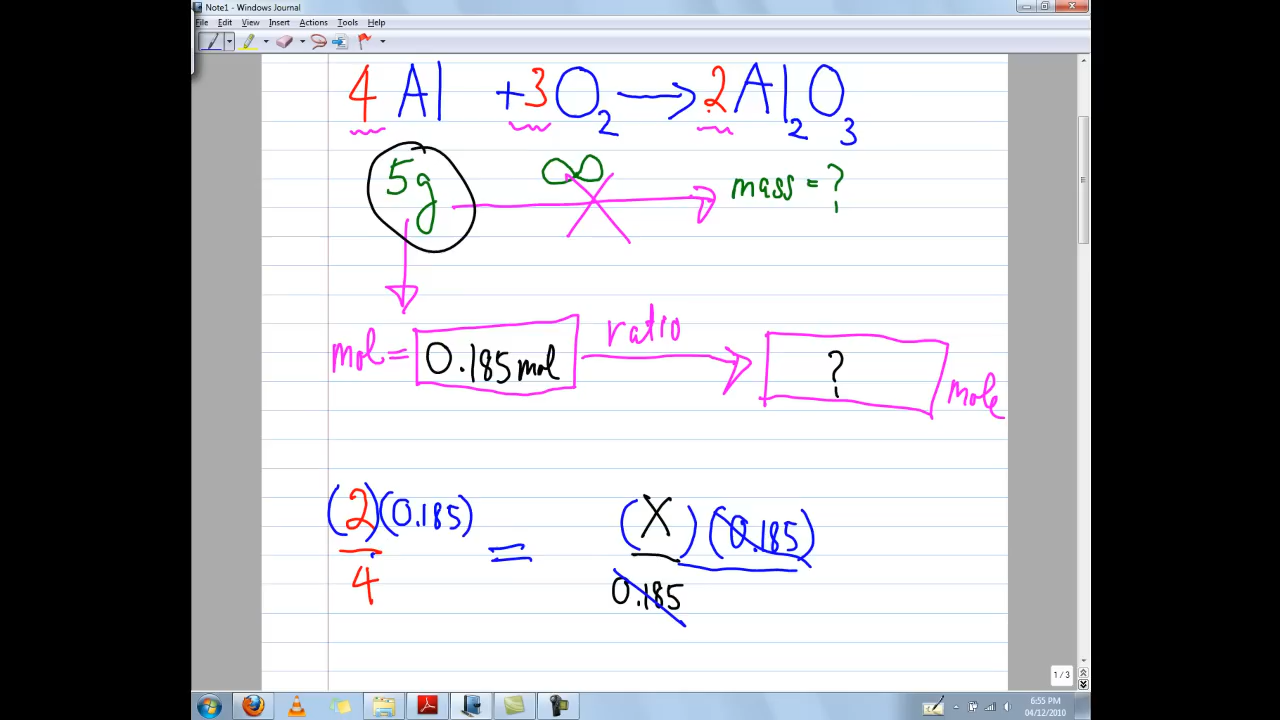 Note1 - Windows Journal
File Edit View Insert Actions Tools Help
4 Al + 3 O2 → 2 Al2O3
5g ∞ mass = ?
mol = 0.185 mol ratio ? mole
(2)(0.185) = (X)(0.185)
4 0.185
1 / 3
6:55 PM
04/12/2010